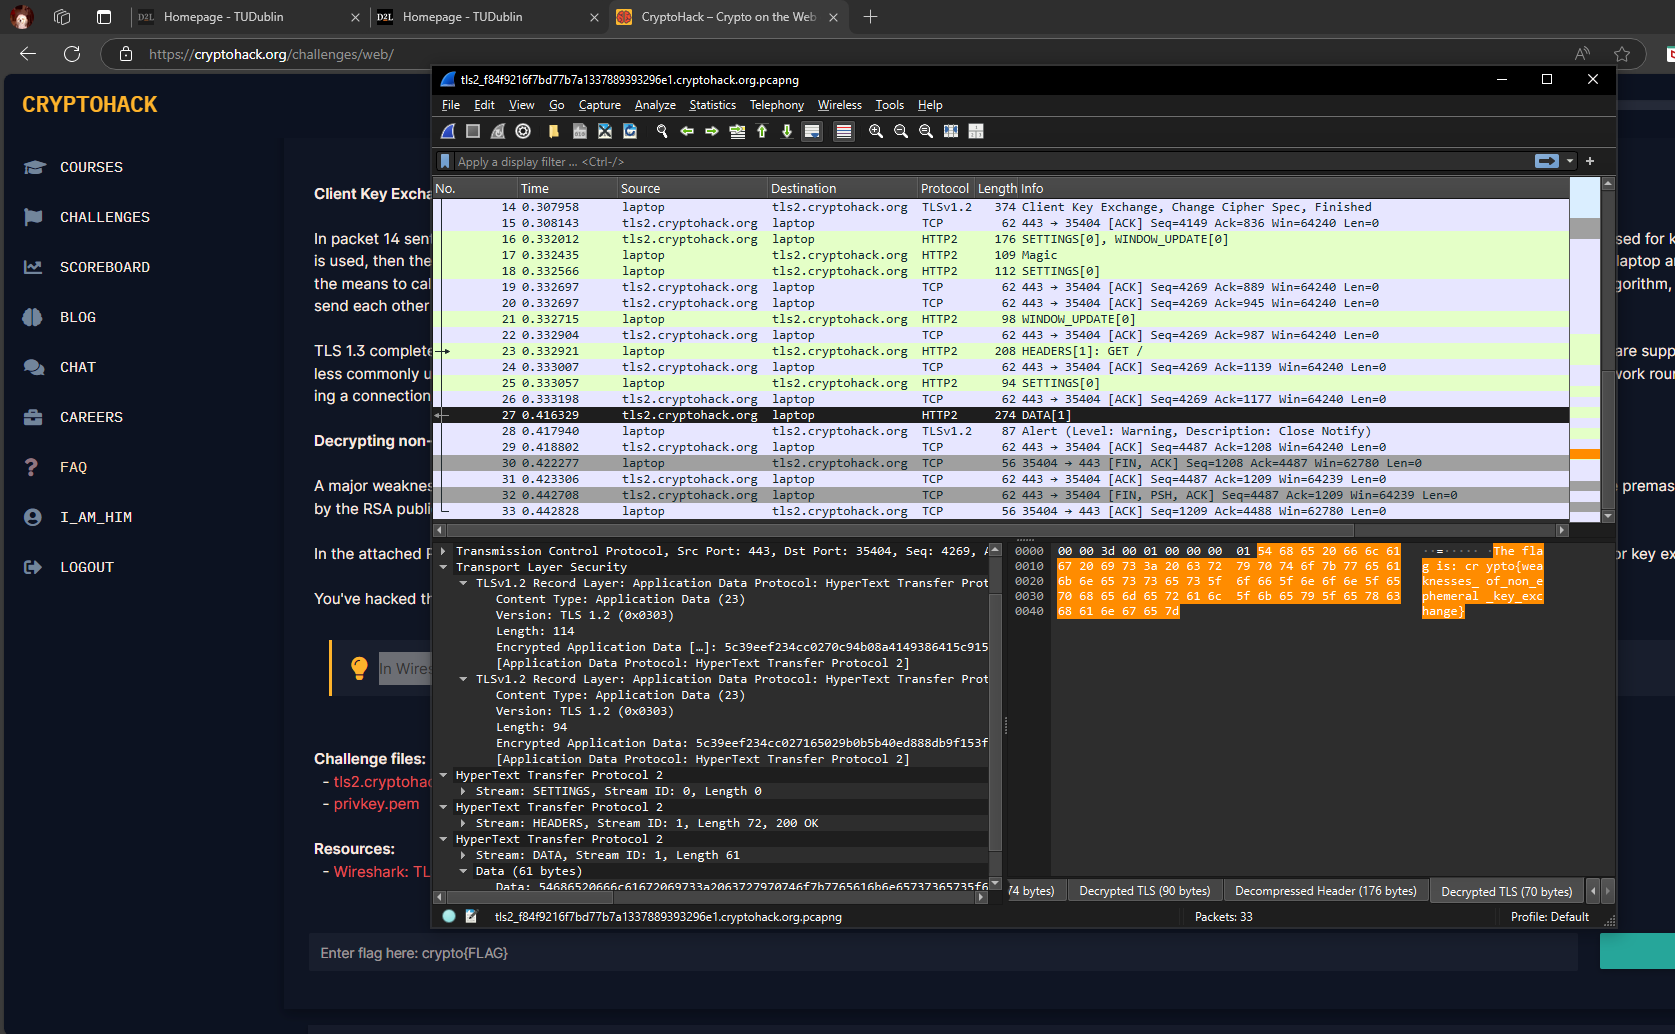 Homepage - TUDublin
Homepage - TUDublin
CryptoHack – Crypto on the Web
https://cryptohack.org/challenges/web/
CRYPTOHACK
COURSES
CHALLENGES
SCOREBOARD
BLOG
CHAT
CAREERS
FAQ
I_AM_HIM
LOGOUT
Client Key Excha
In packet 14 sent
is used, then the
the means to cal
send each other
TLS 1.3 complete
less commonly u
ing a connection
Decrypting non-
A major weaknes
by the RSA publi
In the attached P
You've hacked th
In Wires
Challenge files:
- tls2.cryptohac
- privkey.pem
Resources:
- Wireshark: TL
Enter flag here: crypto{FLAG}
sed for k
laptop a
gorithm,
are supp
work rou
premas
or key ex
tls2_f84f9216f7bd77b7a1337889393296e1.cryptohack.org.pcapng
File Edit View Go Capture Analyze Statistics Telephony Wireless Tools Help
Apply a display filter ... <Ctrl-/>
No. Time Source Destination Protocol Length Info
14 0.307958 laptop tls2.cryptohack.org TLSv1.2 374 Client Key Exchange, Change Cipher Spec, Finished
15 0.308143 tls2.cryptohack.org laptop TCP 62 443 → 35404 [ACK] Seq=4149 Ack=836 Win=64240 Len=0
16 0.332012 tls2.cryptohack.org laptop HTTP2 176 SETTINGS[0], WINDOW_UPDATE[0]
17 0.332435 laptop tls2.cryptohack.org HTTP2 109 Magic
18 0.332566 laptop tls2.cryptohack.org HTTP2 112 SETTINGS[0]
19 0.332697 tls2.cryptohack.org laptop TCP 62 443 → 35404 [ACK] Seq=4269 Ack=889 Win=64240 Len=0
20 0.332697 tls2.cryptohack.org laptop TCP 62 443 → 35404 [ACK] Seq=4269 Ack=945 Win=64240 Len=0
21 0.332715 laptop tls2.cryptohack.org HTTP2 98 WINDOW_UPDATE[0]
22 0.332904 tls2.cryptohack.org laptop TCP 62 443 → 35404 [ACK] Seq=4269 Ack=987 Win=64240 Len=0
23 0.332921 laptop tls2.cryptohack.org HTTP2 208 HEADERS[1]: GET /
24 0.333007 tls2.cryptohack.org laptop TCP 62 443 → 35404 [ACK] Seq=4269 Ack=1139 Win=64240 Len=0
25 0.333057 laptop tls2.cryptohack.org HTTP2 94 SETTINGS[0]
26 0.333198 tls2.cryptohack.org laptop TCP 62 443 → 35404 [ACK] Seq=4269 Ack=1177 Win=64240 Len=0
27 0.416329 tls2.cryptohack.org laptop HTTP2 274 DATA[1]
28 0.417940 laptop tls2.cryptohack.org TLSv1.2 87 Alert (Level: Warning, Description: Close Notify)
29 0.418802 tls2.cryptohack.org laptop TCP 62 443 → 35404 [ACK] Seq=4487 Ack=1208 Win=64240 Len=0
30 0.422277 laptop tls2.cryptohack.org TCP 56 35404 → 443 [FIN, ACK] Seq=1208 Ack=4487 Win=62780 Len=0
31 0.423306 tls2.cryptohack.org laptop TCP 62 443 → 35404 [ACK] Seq=4487 Ack=1209 Win=64239 Len=0
32 0.442708 tls2.cryptohack.org laptop TCP 62 443 → 35404 [FIN, PSH, ACK] Seq=4487 Ack=1209 Win=64239 Len=0
33 0.442828 laptop tls2.cryptohack.org TCP 56 35404 → 443 [ACK] Seq=1209 Ack=4488 Win=62780 Len=0
Transmission Control Protocol, Src Port: 443, Dst Port: 35404, Seq: 4269, A
Transport Layer Security
TLSv1.2 Record Layer: Application Data Protocol: HyperText Transfer Prot
Content Type: Application Data (23)
Version: TLS 1.2 (0x0303)
Length: 114
Encrypted Application Data […]: 5c39eef234cc0270c94b08a4149386415c915
[Application Data Protocol: HyperText Transfer Protocol 2]
TLSv1.2 Record Layer: Application Data Protocol: HyperText Transfer Prot
Content Type: Application Data (23)
Version: TLS 1.2 (0x0303)
Length: 94
Encrypted Application Data: 5c39eef234cc027165029b0b5b40ed888db9f153f
[Application Data Protocol: HyperText Transfer Protocol 2]
HyperText Transfer Protocol 2
Stream: SETTINGS, Stream ID: 0, Length 0
HyperText Transfer Protocol 2
Stream: HEADERS, Stream ID: 1, Length 72, 200 OK
HyperText Transfer Protocol 2
Stream: DATA, Stream ID: 1, Length 61
Data (61 bytes)
Data: 54686520666c61672069733a2063727970746f7b7765616b6e65737365735f6
0000 00 00 3d 00 01 00 00 00 01 54 68 65 20 66 6c 61 ··=····· ·The fla
0010 67 20 69 73 3a 20 63 72 79 70 74 6f 7b 77 65 61 g is: cr ypto{wea
0020 6b 6e 65 73 73 65 73 5f 6f 66 5f 6e 6f 6e 5f 65 knesses_ of_non_e
0030 70 68 65 6d 65 72 61 6c 5f 6b 65 79 5f 65 78 63 phemeral _key_exc
0040 68 61 6e 67 65 7d hange}
74 bytes) Decrypted TLS (90 bytes) Decompressed Header (176 bytes) Decrypted TLS (70 bytes)
tls2_f84f9216f7bd77b7a1337889393296e1.cryptohack.org.pcapng Packets: 33 Profile: Default